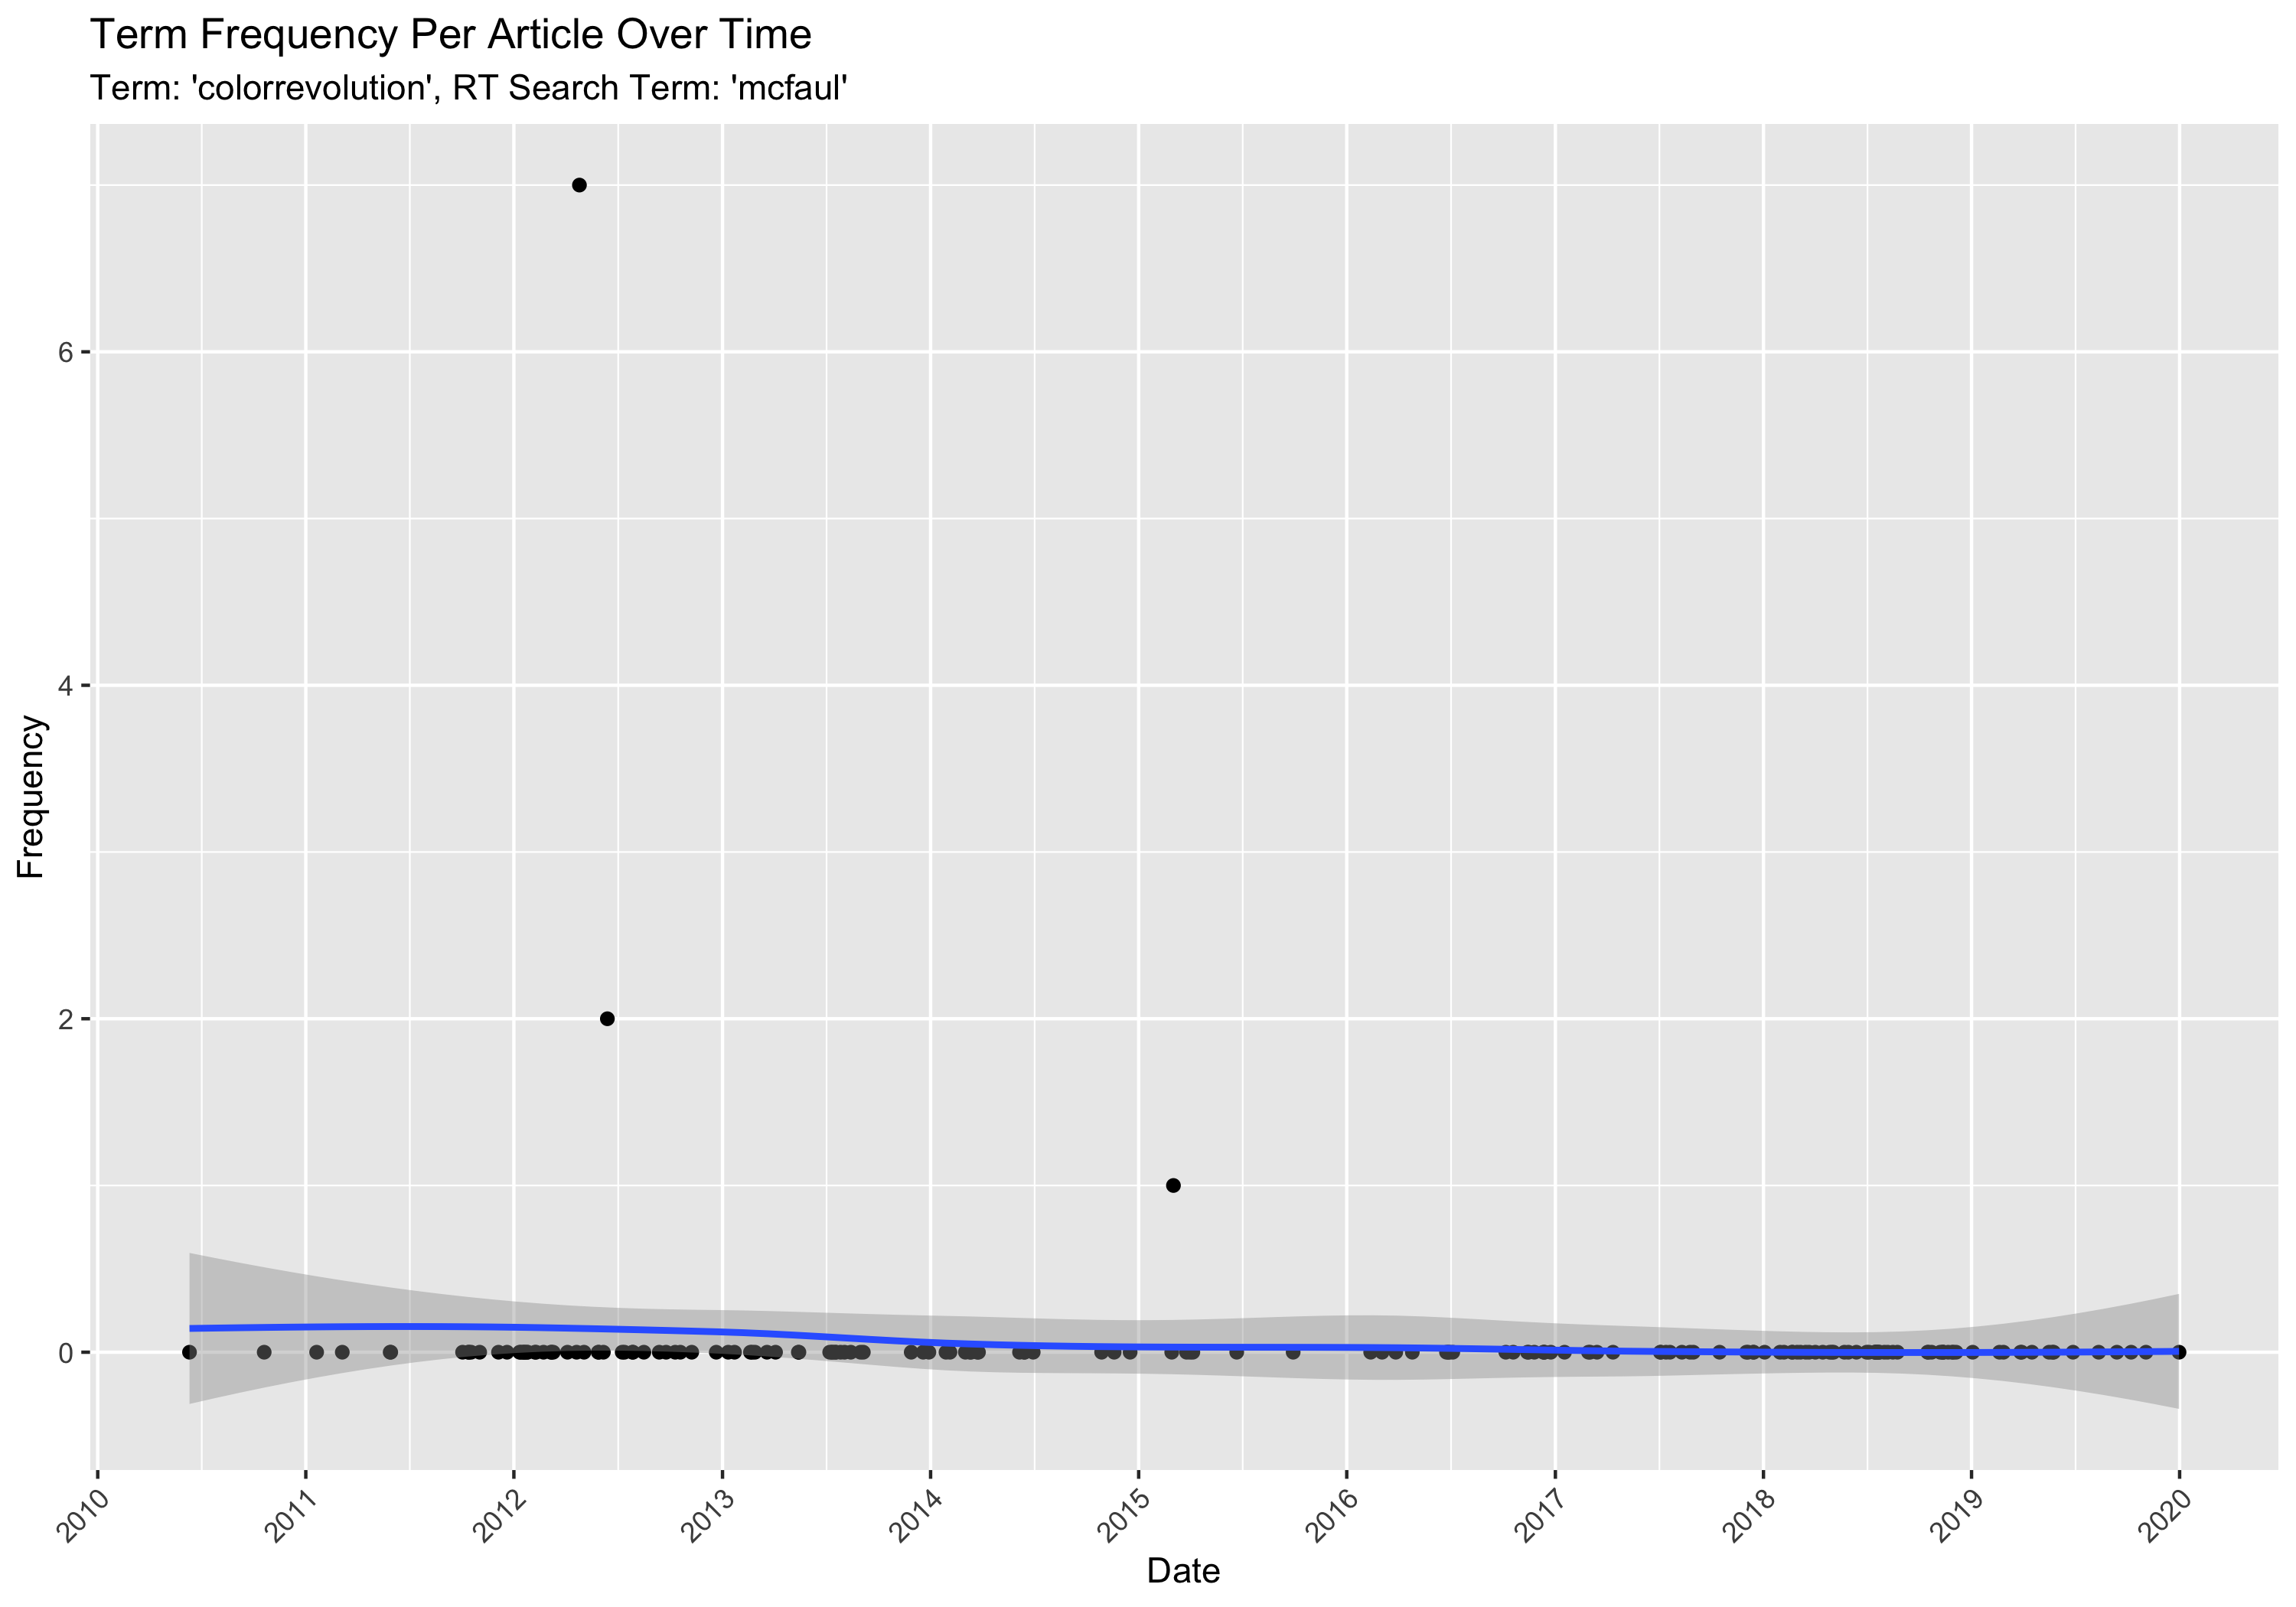 Term Frequency Per Article Over Time
Term: 'colorrevolution', RT Search Term: 'mcfaul'
Frequency
6
4
2
0
2010 2011 2012 2013 2014 2015 2016 2017 2018 2019 2020
Date